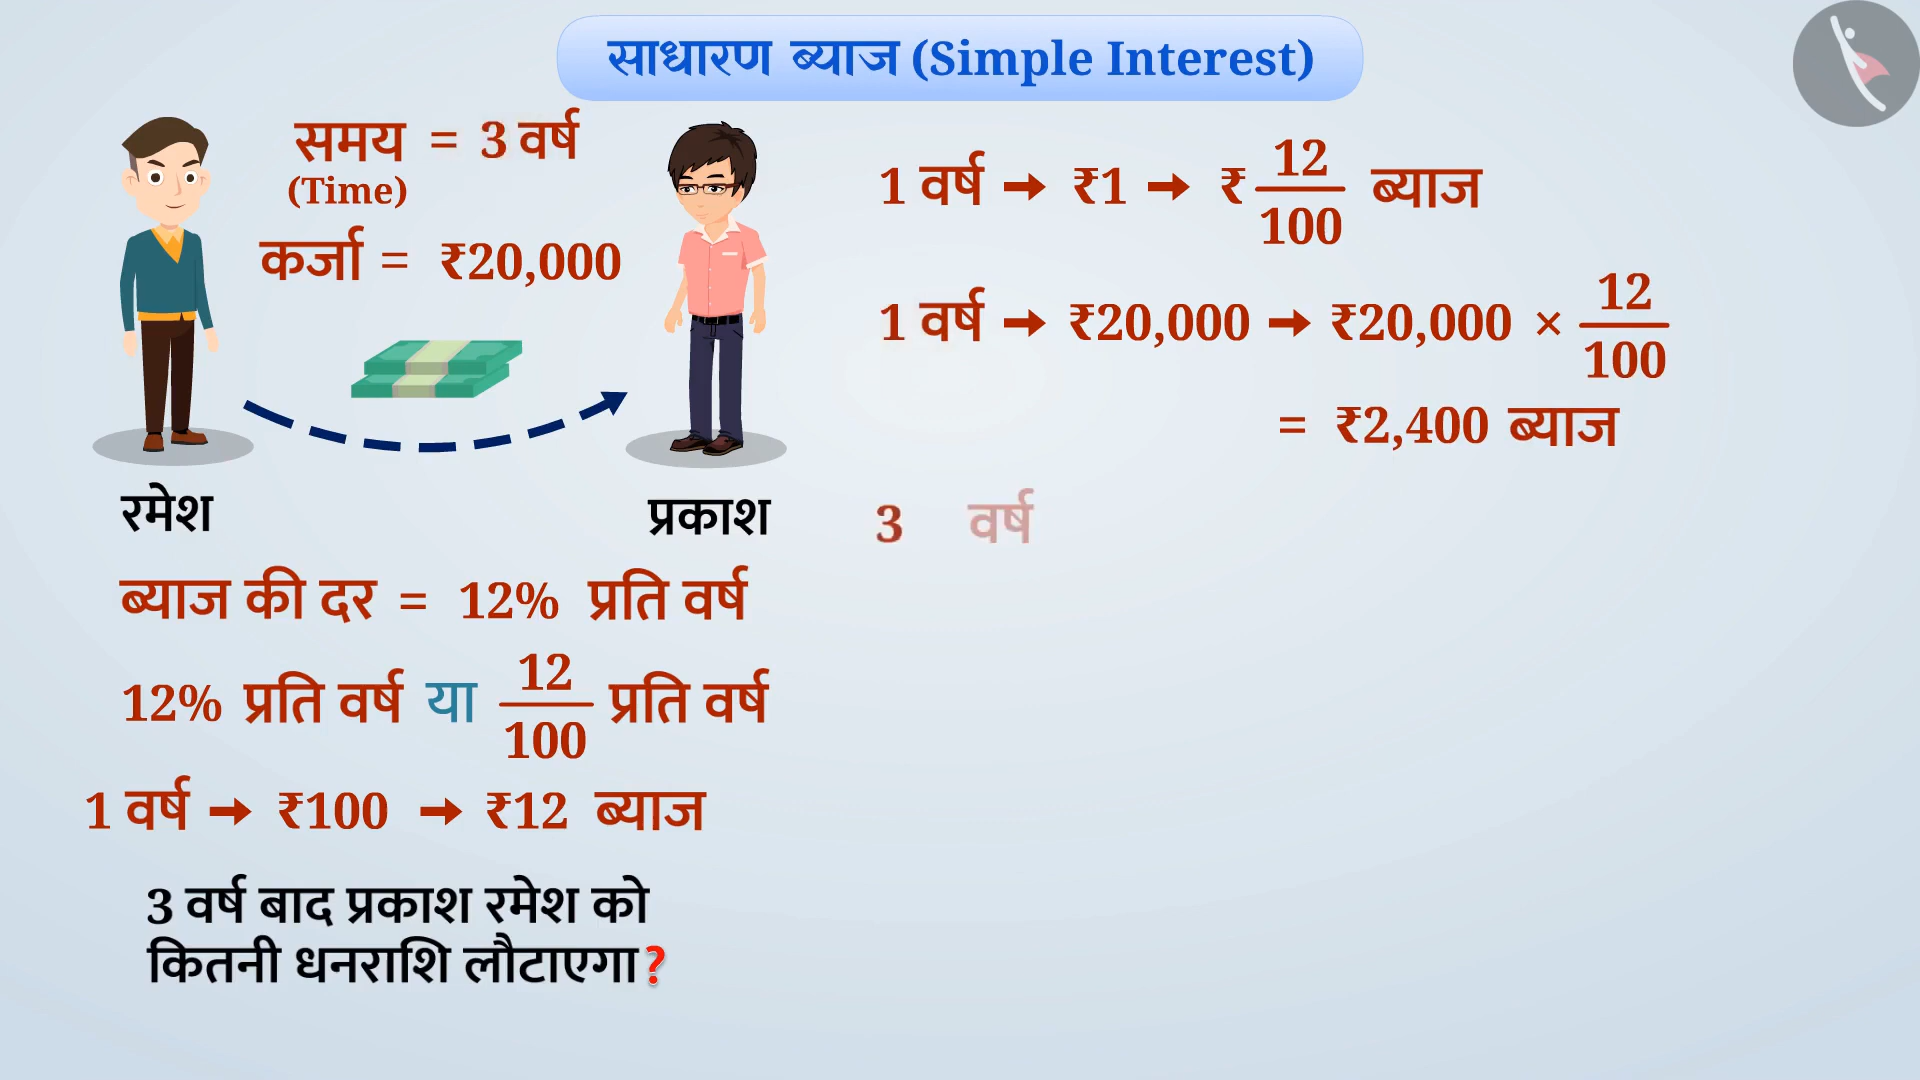 साधारण ब्याज (Simple Interest)
समय = 3 वर्ष
(Time)
कर्जा = ₹20,000
रमेश
प्रकाश
ब्याज की दर = 12% प्रति वर्ष
12% प्रति वर्ष या 12/100 प्रति वर्ष
1 वर्ष → ₹100 → ₹12 ब्याज
3 वर्ष बाद प्रकाश रमेश को
कितनी धनराशि लौटाएगा?
1 वर्ष → ₹1 → ₹ 12/100 ब्याज
1 वर्ष → ₹20,000 → ₹20,000 × 12/100
= ₹2,400 ब्याज
3 वर्ष